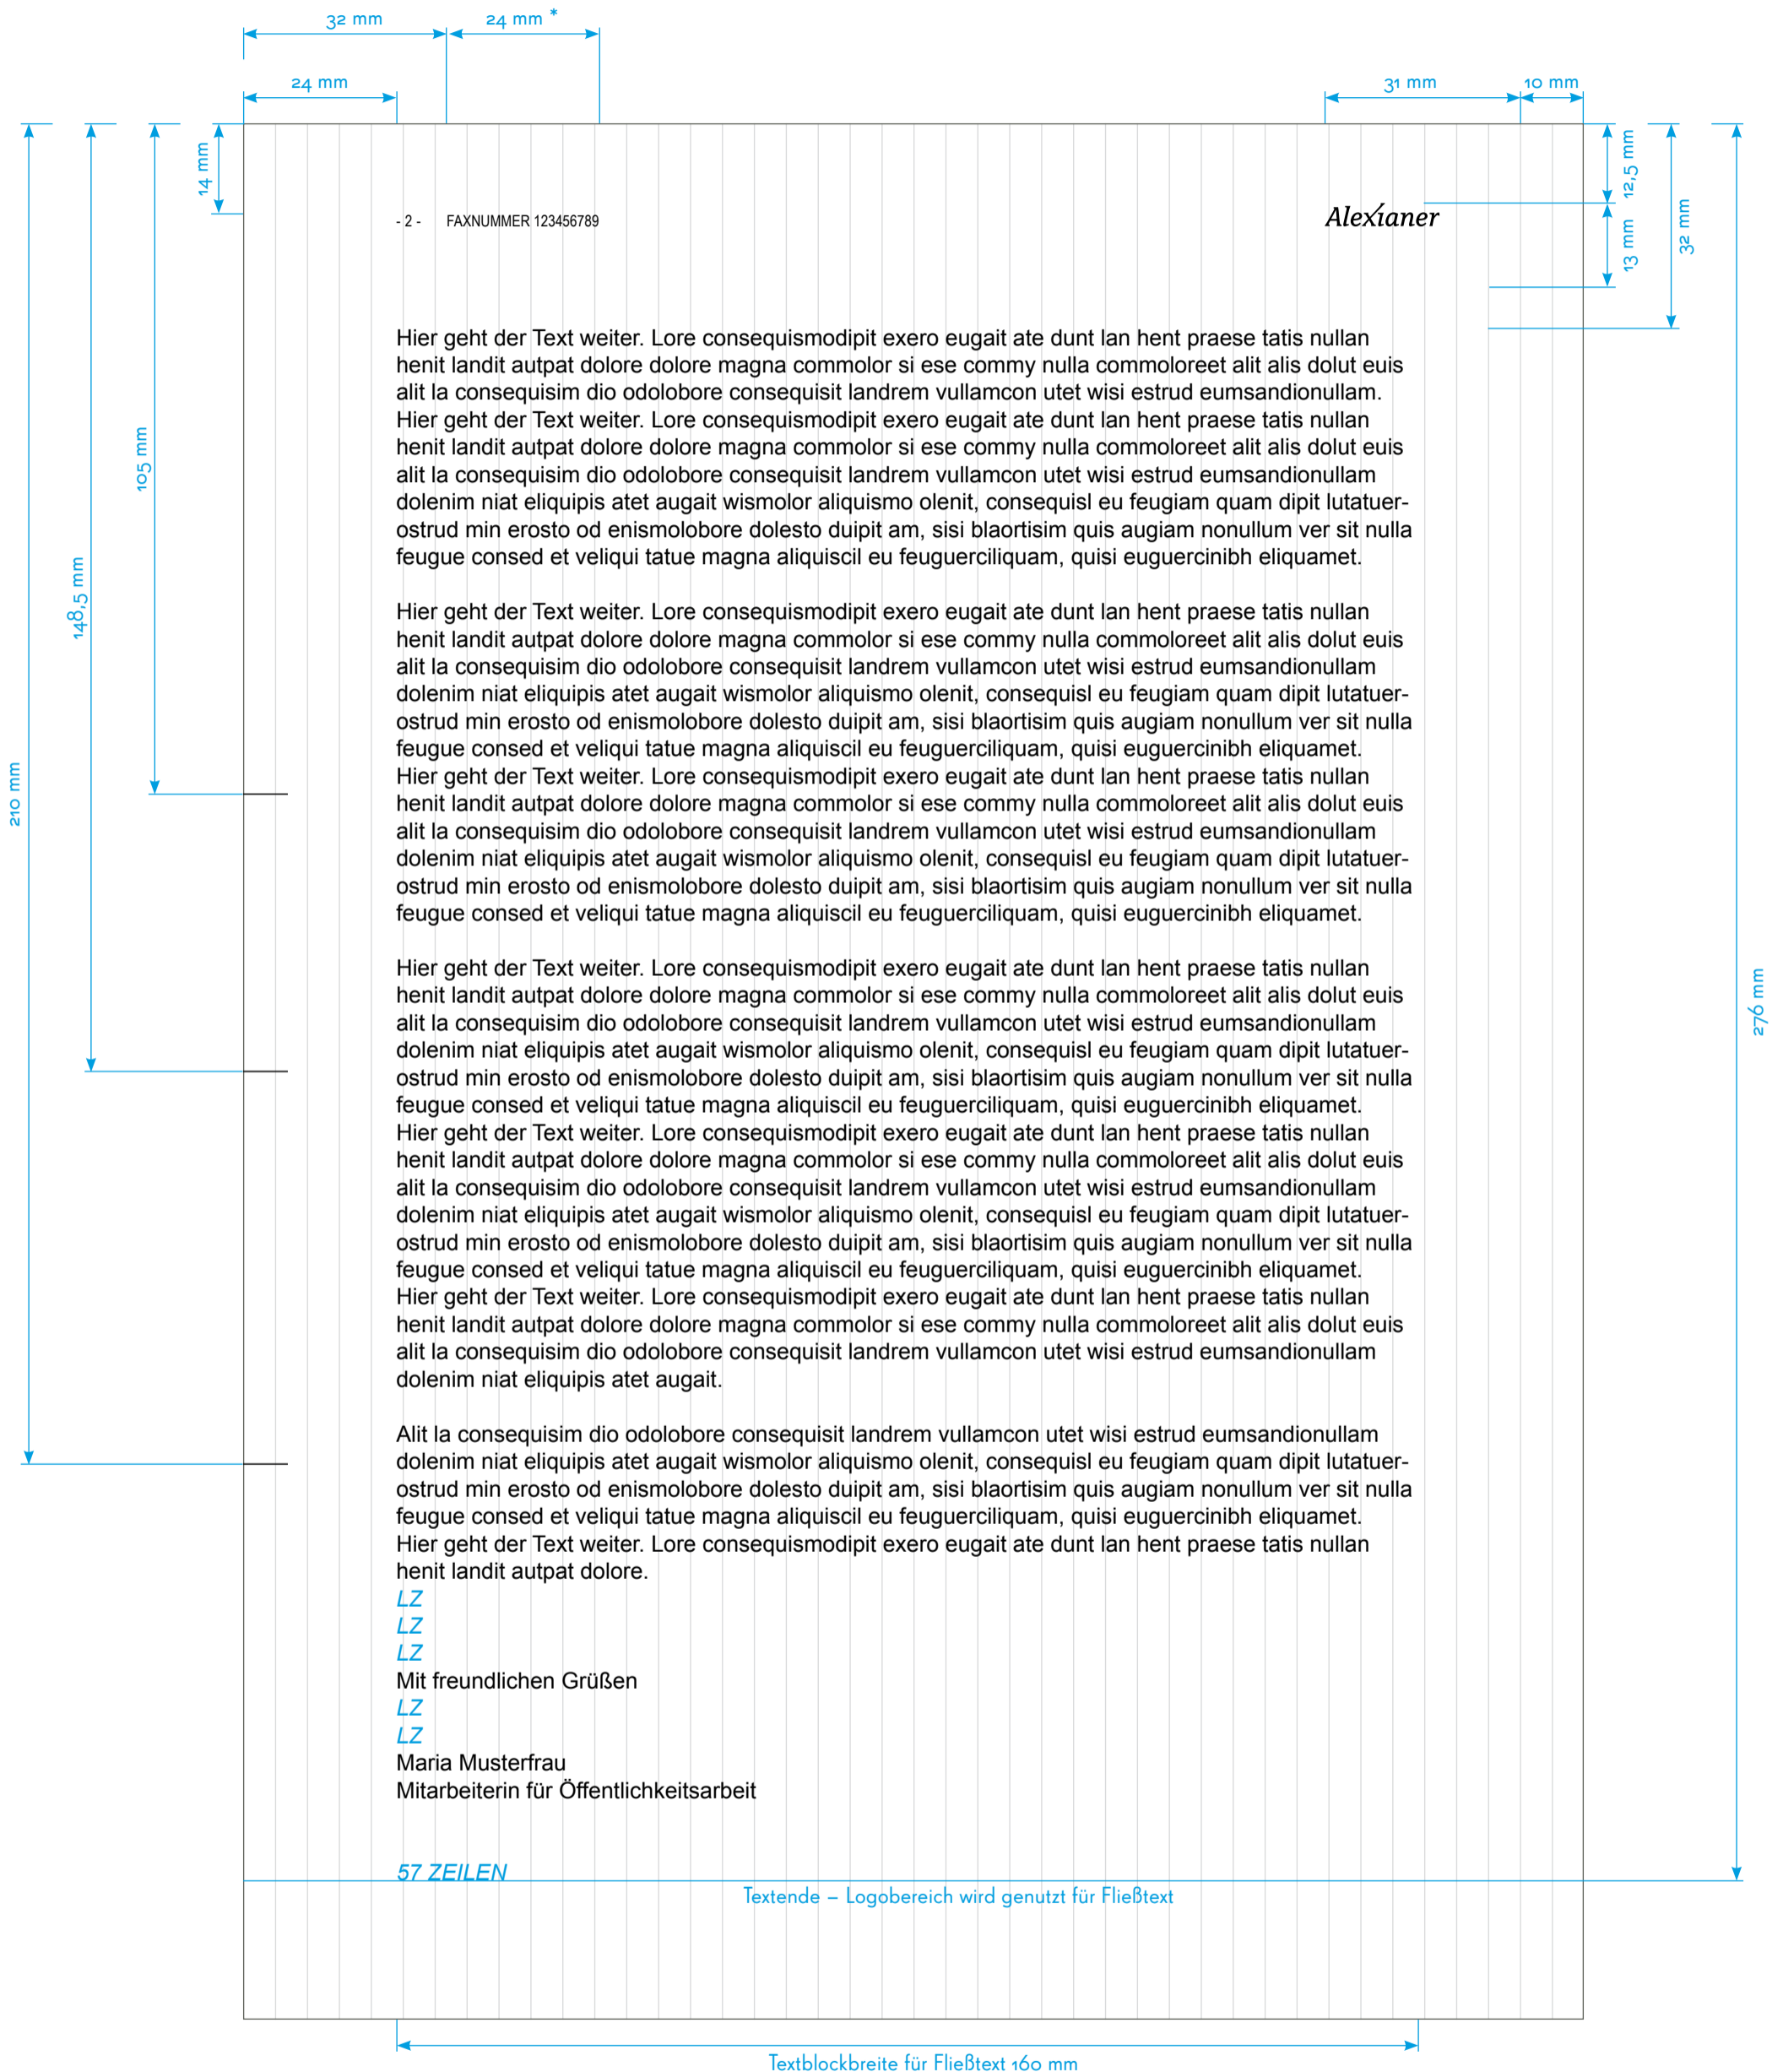 32 mm
24 mm *
24 mm
31 mm
10 mm
14 mm
12,5 mm
13 mm
32 mm
105 mm
148,5 mm
210 mm
276 mm
- 2 - FAXNUMMER 123456789
Alexianer
Hier geht der Text weiter. Lore consequismodipit exero eugait ate dunt lan hent praese tatis nullan
henit landit autpat dolore dolore magna commolor si ese commy nulla commoloreet alit alis dolut euis
alit la consequisim dio odolobore consequisit landrem vullamcon utet wisi estrud eumsandionullam.
Hier geht der Text weiter. Lore consequismodipit exero eugait ate dunt lan hent praese tatis nullan
henit landit autpat dolore dolore magna commolor si ese commy nulla commoloreet alit alis dolut euis
alit la consequisim dio odolobore consequisit landrem vullamcon utet wisi estrud eumsandionullam
dolenim niat eliquipis atet augait wismolor aliquismo olenit, consequisl eu feugiam quam dipit lutatuer-
ostrud min erosto od enismolobore dolesto duipit am, sisi blaortisim quis augiam nonullum ver sit nulla
feugue consed et veliqui tatue magna aliquiscil eu feuguerciliquam, quisi euguercinibh eliquamet.
Hier geht der Text weiter. Lore consequismodipit exero eugait ate dunt lan hent praese tatis nullan
henit landit autpat dolore dolore magna commolor si ese commy nulla commoloreet alit alis dolut euis
alit la consequisim dio odolobore consequisit landrem vullamcon utet wisi estrud eumsandionullam
dolenim niat eliquipis atet augait wismolor aliquismo olenit, consequisl eu feugiam quam dipit lutatuer-
ostrud min erosto od enismolobore dolesto duipit am, sisi blaortisim quis augiam nonullum ver sit nulla
feugue consed et veliqui tatue magna aliquiscil eu feuguerciliquam, quisi euguercinibh eliquamet.
Hier geht der Text weiter. Lore consequismodipit exero eugait ate dunt lan hent praese tatis nullan
henit landit autpat dolore dolore magna commolor si ese commy nulla commoloreet alit alis dolut euis
alit la consequisim dio odolobore consequisit landrem vullamcon utet wisi estrud eumsandionullam
dolenim niat eliquipis atet augait wismolor aliquismo olenit, consequisl eu feugiam quam dipit lutatuer-
ostrud min erosto od enismolobore dolesto duipit am, sisi blaortisim quis augiam nonullum ver sit nulla
feugue consed et veliqui tatue magna aliquiscil eu feuguerciliquam, quisi euguercinibh eliquamet.
Hier geht der Text weiter. Lore consequismodipit exero eugait ate dunt lan hent praese tatis nullan
henit landit autpat dolore dolore magna commolor si ese commy nulla commoloreet alit alis dolut euis
alit la consequisim dio odolobore consequisit landrem vullamcon utet wisi estrud eumsandionullam
dolenim niat eliquipis atet augait wismolor aliquismo olenit, consequisl eu feugiam quam dipit lutatuer-
ostrud min erosto od enismolobore dolesto duipit am, sisi blaortisim quis augiam nonullum ver sit nulla
feugue consed et veliqui tatue magna aliquiscil eu feuguerciliquam, quisi euguercinibh eliquamet.
Hier geht der Text weiter. Lore consequismodipit exero eugait ate dunt lan hent praese tatis nullan
henit landit autpat dolore dolore magna commolor si ese commy nulla commoloreet alit alis dolut euis
alit la consequisim dio odolobore consequisit landrem vullamcon utet wisi estrud eumsandionullam
dolenim niat eliquipis atet augait wismolor aliquismo olenit, consequisl eu feugiam quam dipit lutatuer-
ostrud min erosto od enismolobore dolesto duipit am, sisi blaortisim quis augiam nonullum ver sit nulla
feugue consed et veliqui tatue magna aliquiscil eu feuguerciliquam, quisi euguercinibh eliquamet.
Hier geht der Text weiter. Lore consequismodipit exero eugait ate dunt lan hent praese tatis nullan
henit landit autpat dolore dolore magna commolor si ese commy nulla commoloreet alit alis dolut euis
alit la consequisim dio odolobore consequisit landrem vullamcon utet wisi estrud eumsandionullam
dolenim niat eliquipis atet augait.
Alit la consequisim dio odolobore consequisit landrem vullamcon utet wisi estrud eumsandionullam
dolenim niat eliquipis atet augait wismolor aliquismo olenit, consequisl eu feugiam quam dipit lutatuer-
ostrud min erosto od enismolobore dolesto duipit am, sisi blaortisim quis augiam nonullum ver sit nulla
feugue consed et veliqui tatue magna aliquiscil eu feuguerciliquam, quisi euguercinibh eliquamet.
Hier geht der Text weiter. Lore consequismodipit exero eugait ate dunt lan hent praese tatis nullan
henit landit autpat dolore.
LZ
LZ
LZ
Mit freundlichen Grüßen
LZ
LZ
Maria Musterfrau
Mitarbeiterin für Öffentlichkeitsarbeit
57 ZEILEN
Textende – Logobereich wird genutzt für Fließtext
Textblockbreite für Fließtext 160 mm